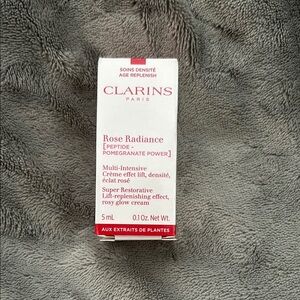 SOINS DENSITÉ
AGE REPLENISH
CLARINS
PARIS
Rose Radiance
[PEPTIDE -
POMEGRANATE POWER]
Multi-Intensive
Crème effet lift, densité,
éclat rosé
Super Restorative
Lift-replenishing effect,
rosy glow cream
5 mL 0.1 Oz. Net Wt.
AUX EXTRAITS DE PLANTES